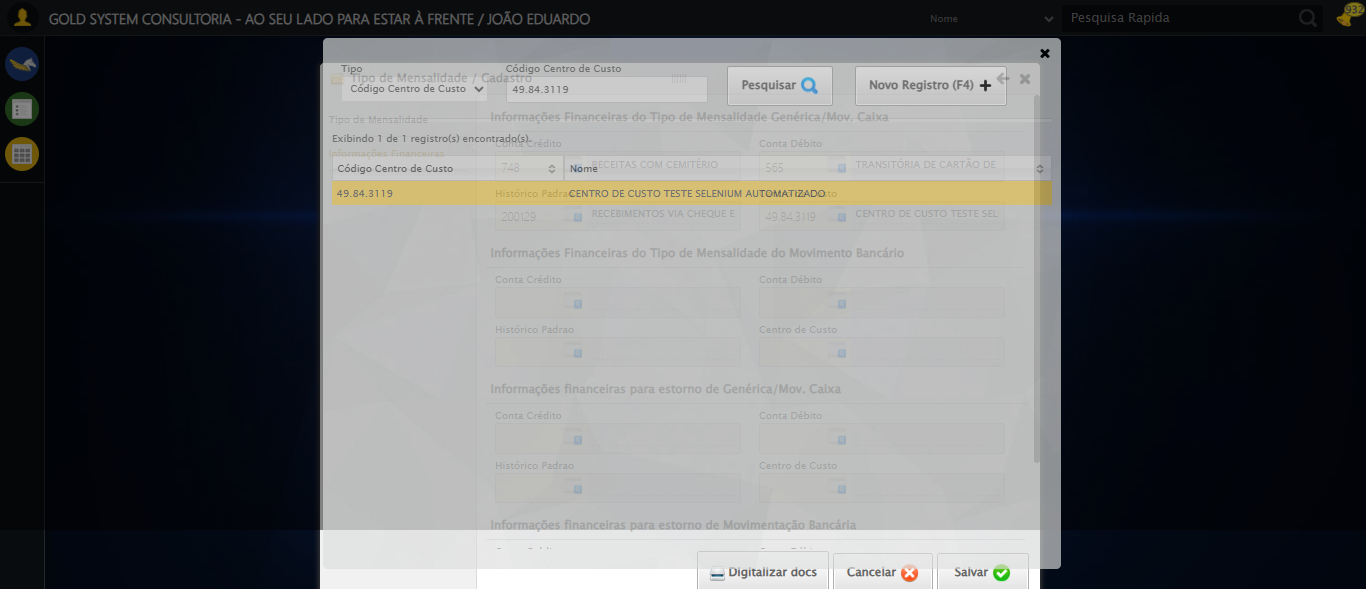 GOLD SYSTEM CONSULTORIA - AO SEU LADO PARA ESTAR À FRENTE / JOÃO EDUARDO
Nome
Pesquisa Rapida
932
Tipo
Código Centro de Custo
Tipo de Mensalidade / Cadastro
Código Centro de Custo
49.84.3119
Pesquisar
Novo Registro (F4)
Informações Financeiras do Tipo de Mensalidade Genérica/Mov. Caixa
Tipo de Mensalidade
Exibindo 1 de 1 registro(s) encontrado(s).
Conta Crédito
Conta Débito
Informações Financeiras
748
RECEITAS COM CEMITÉRIO
565
TRANSITÓRIA DE CARTÃO DE
Código Centro de Custo
Nome
49.84.3119
CENTRO DE CUSTO TESTE SELENIUM AUTOMATIZADO
Histórico Padrao
200129
RECEBIMENTOS VIA CHEQUE E
49.84.3119
CENTRO DE CUSTO TESTE SEL
Informações Financeiras do Tipo de Mensalidade do Movimento Bancário
Conta Crédito
Conta Débito
Histórico Padrao
Centro de Custo
Informações financeiras para estorno de Genérica/Mov. Caixa
Conta Crédito
Conta Débito
Histórico Padrao
Centro de Custo
Informações financeiras para estorno de Movimentação Bancária
Digitalizar docs
Cancelar
Salvar